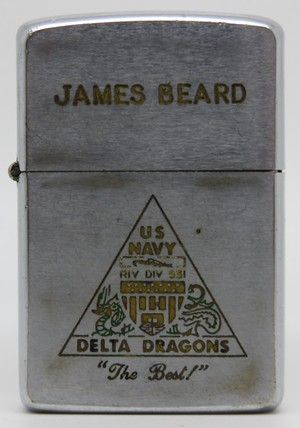 JAMES BEARD
US
NAVY
RIV DIV 531
DELTA DRAGONS
"The Best!"